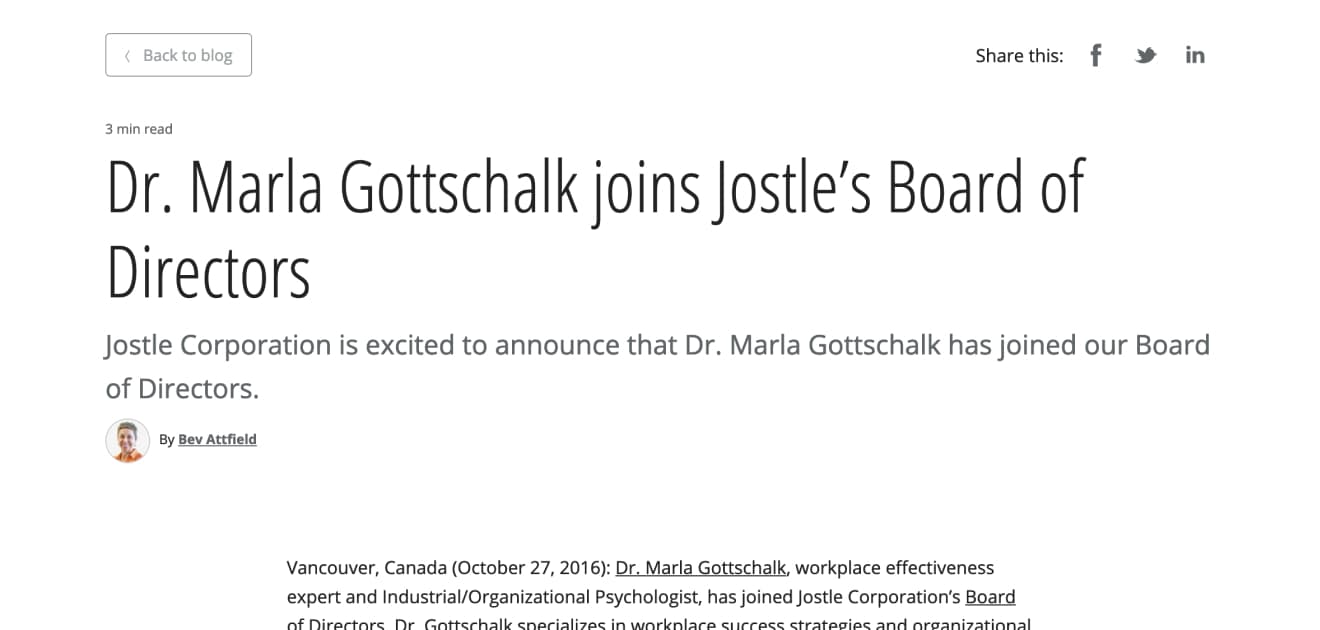 Back to blog
Share this:
3 min read
Dr. Marla Gottschalk joins Jostle’s Board of
Directors
Jostle Corporation is excited to announce that Dr. Marla Gottschalk has joined our Board
of Directors.
By Bev Attfield
Vancouver, Canada (October 27, 2016): Dr. Marla Gottschalk, workplace effectiveness
expert and Industrial/Organizational Psychologist, has joined Jostle Corporation’s Board
of Directors. Dr. Gottschalk specializes in workplace success strategies and organizational